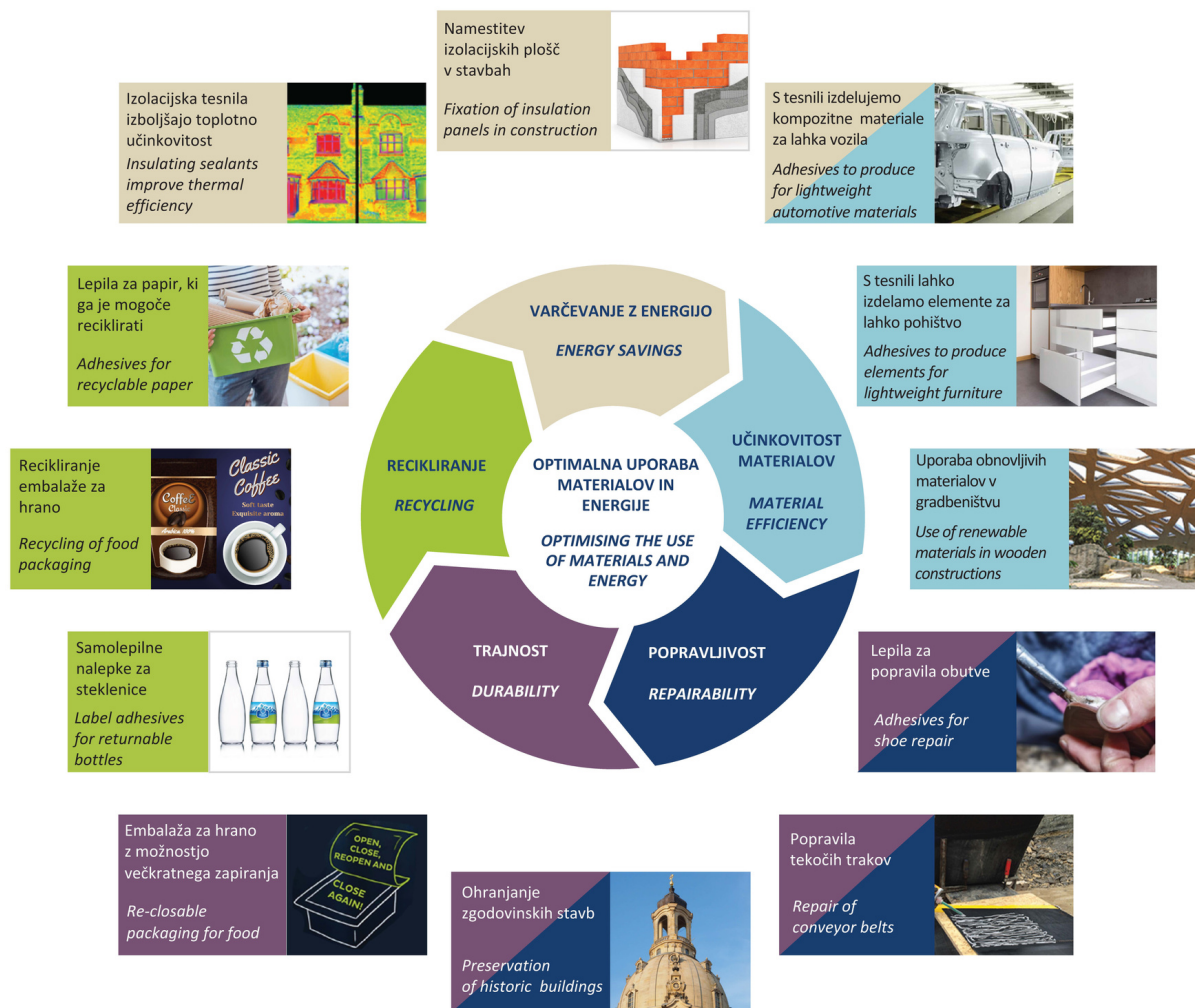 Namestitev
izolacijskih plošč
v stavbah
Fixation of insulation
panels in construction
Izolacijska tesnila
izboljšajo toplotno
učinkovitost
Insulating sealants
improve thermal
efficiency
S tesnili izdelujemo
kompozitne materiale
za lahka vozila
Adhesives to produce
for lightweight
automotive materials
Lepila za papir, ki
ga je mogoče
reciklirati
Adhesives for
recyclable paper
S tesnili lahko
izdelamo elemente za
lahko pohištvo
Adhesives to produce
elements for
lightweight furniture
VARČEVANJE Z ENERGIJO
ENERGY SAVINGS
UČINKOVITOST
MATERIALOV
MATERIAL
EFFICIENCY
RECIKLIRANJE
RECYCLING
OPTIMALNA UPORABA
MATERIALOV IN
ENERGIJE
OPTIMISING THE USE
OF MATERIALS AND
ENERGY
TRAJNOST
DURABILITY
POPRAVLJIVOST
REPAIRABILITY
Recikliranje
embalaže za
hrano
Recycling of food
packaging
Coffee
Classic
Arabica 100%
Classic
Coffee
Soft taste
Exquisite aroma
Uporaba obnovljivih
materialov v
gradbeništvu
Use of renewable
materials in wooden
constructions
Samolepilne
nalepke za
steklenice
Label adhesives
for returnable
bottles
Lepila za
popravila obutve
Adhesives for
shoe repair
Embalaža za hrano
z možnostjo
večkratnega zapiranja
Re-closable
packaging for food
OPEN,
CLOSE,
REOPEN AND
CLOSE
AGAIN!
Ohranjanje
zgodovinskih stavb
Preservation
of historic buildings
Popravila
tekočih trakov
Repair of
conveyor belts